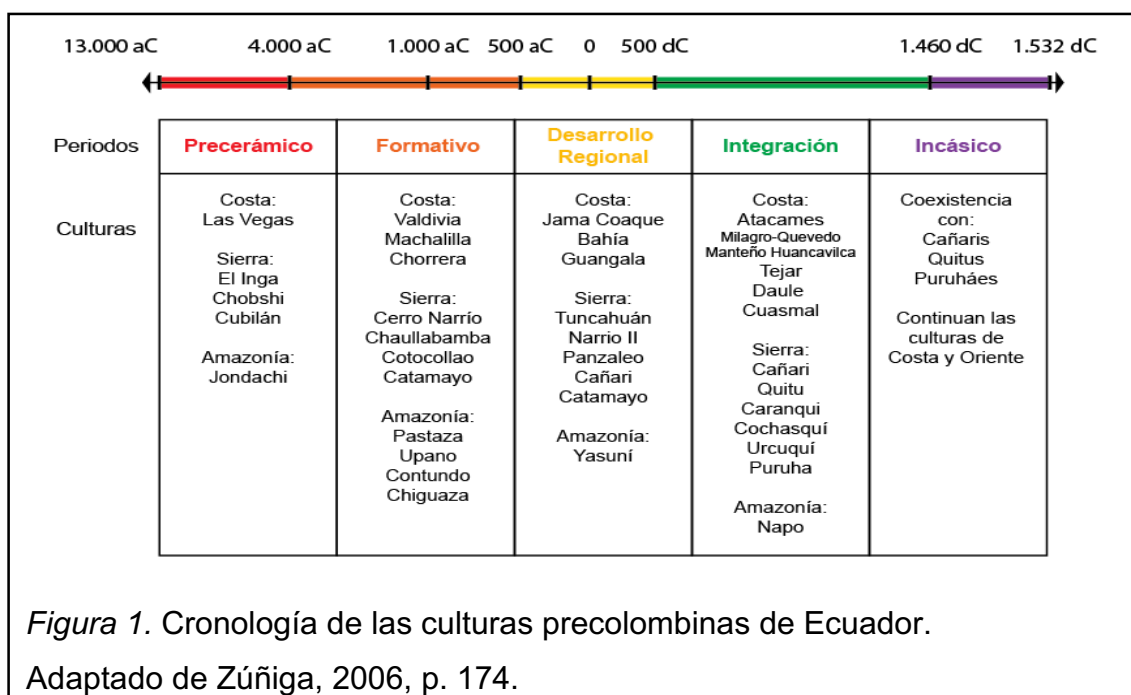 13.000 aC 4.000 aC 1.000 aC 500 aC 0 500 dC 1.460 dC 1.532 dC
Periodos
Precerámico
Formativo
Desarrollo
Regional
Integración
Incásico
Culturas
Costa:
Las Vegas
Sierra:
El Inga
Chobshi
Cubilán
Amazonía:
Jondachi
Costa:
Valdivia
Machalilla
Chorrera
Sierra:
Cerro Narrío
Chaullabamba
Cotocollao
Catamayo
Amazonía:
Pastaza
Upano
Contundo
Chiguaza
Costa:
Jama Coaque
Bahía
Guangala
Sierra:
Tuncahuán
Narrio II
Panzaleo
Cañari
Catamayo
Amazonía:
Yasuní
Costa:
Atacames
Milagro-Quevedo
Manteño Huancavilca
Tejar
Daule
Cuasmal
Sierra:
Cañari
Quitu
Caranqui
Cochasquí
Urcuquí
Puruha
Amazonía:
Napo
Coexistencia
con:
Cañaris
Quitus
Puruháes
Continuan las
culturas de
Costa y Oriente
Figura 1. Cronología de las culturas precolombinas de Ecuador.
Adaptado de Zúñiga, 2006, p. 174.